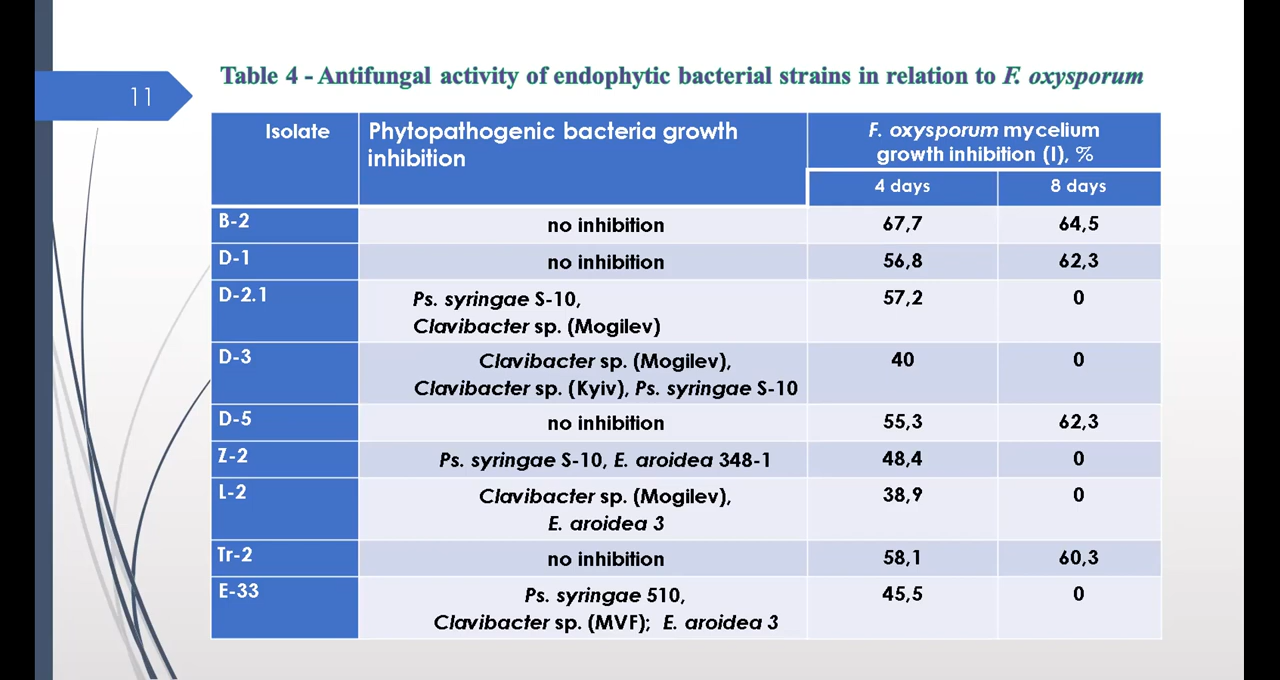 11
Table 4 - Antifungal activity of endophytic bacterial strains in relation to F. oxysporum
Isolate
Phytopathogenic bacteria growth
inhibition
F. oxysporum mycelium
growth inhibition (I), %
4 days
8 days
B-2 no inhibition 67,7 64,5
D-1 no inhibition 56,8 62,3
D-2.1 Ps. syringae S-10, 57,2 0
Clavibacter sp. (Mogilev)
D-3 Clavibacter sp. (Mogilev), 40 0
Clavibacter sp. (Kyiv), Ps. syringae S-10
D-5 no inhibition 55,3 62,3
Z-2 Ps. syringae S-10, E. aroidea 348-1 48,4 0
L-2 Clavibacter sp. (Mogilev), 38,9 0
E. aroidea 3
Tr-2 no inhibition 58,1 60,3
E-33 Ps. syringae 510, 45,5 0
Clavibacter sp. (MVF); E. aroidea 3